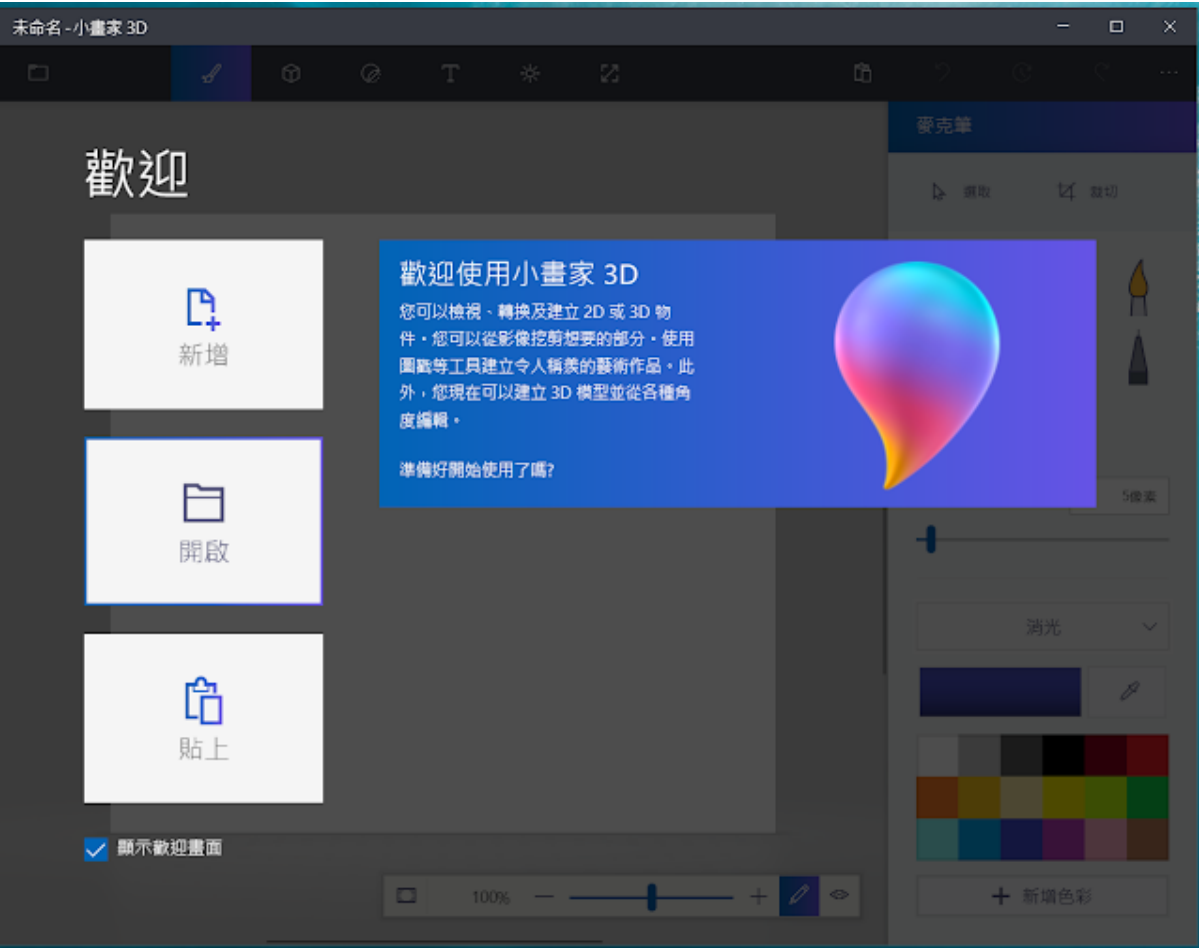 未命名 - 小畫家 3D
麥克筆
選取
裁切
歡迎
新增
開啟
貼上
顯示歡迎畫面
歡迎使用小畫家 3D
您可以檢視、轉換及建立 2D 或 3D 物
件。您可以從影像挖剪想要的部分。使用
圖戳等工具建立令人稱羨的藝術作品。此
外，您現在可以建立 3D 模型並從各種角
度編輯。
準備好開始使用了嗎?
5像素
消光
新增色彩
100%